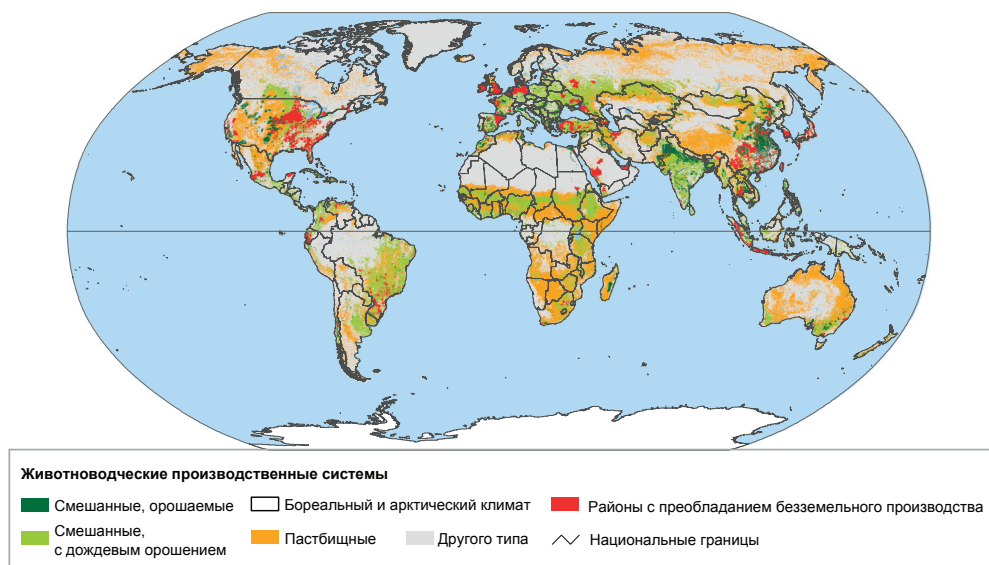 Животноводческие производственные системы
Смешанные, орошаемые
Бореальный и арктический климат
Районы с преобладанием безземельного производства
Смешанные,
с дождевым орошением
Пастбищные
Другого типа
Национальные границы